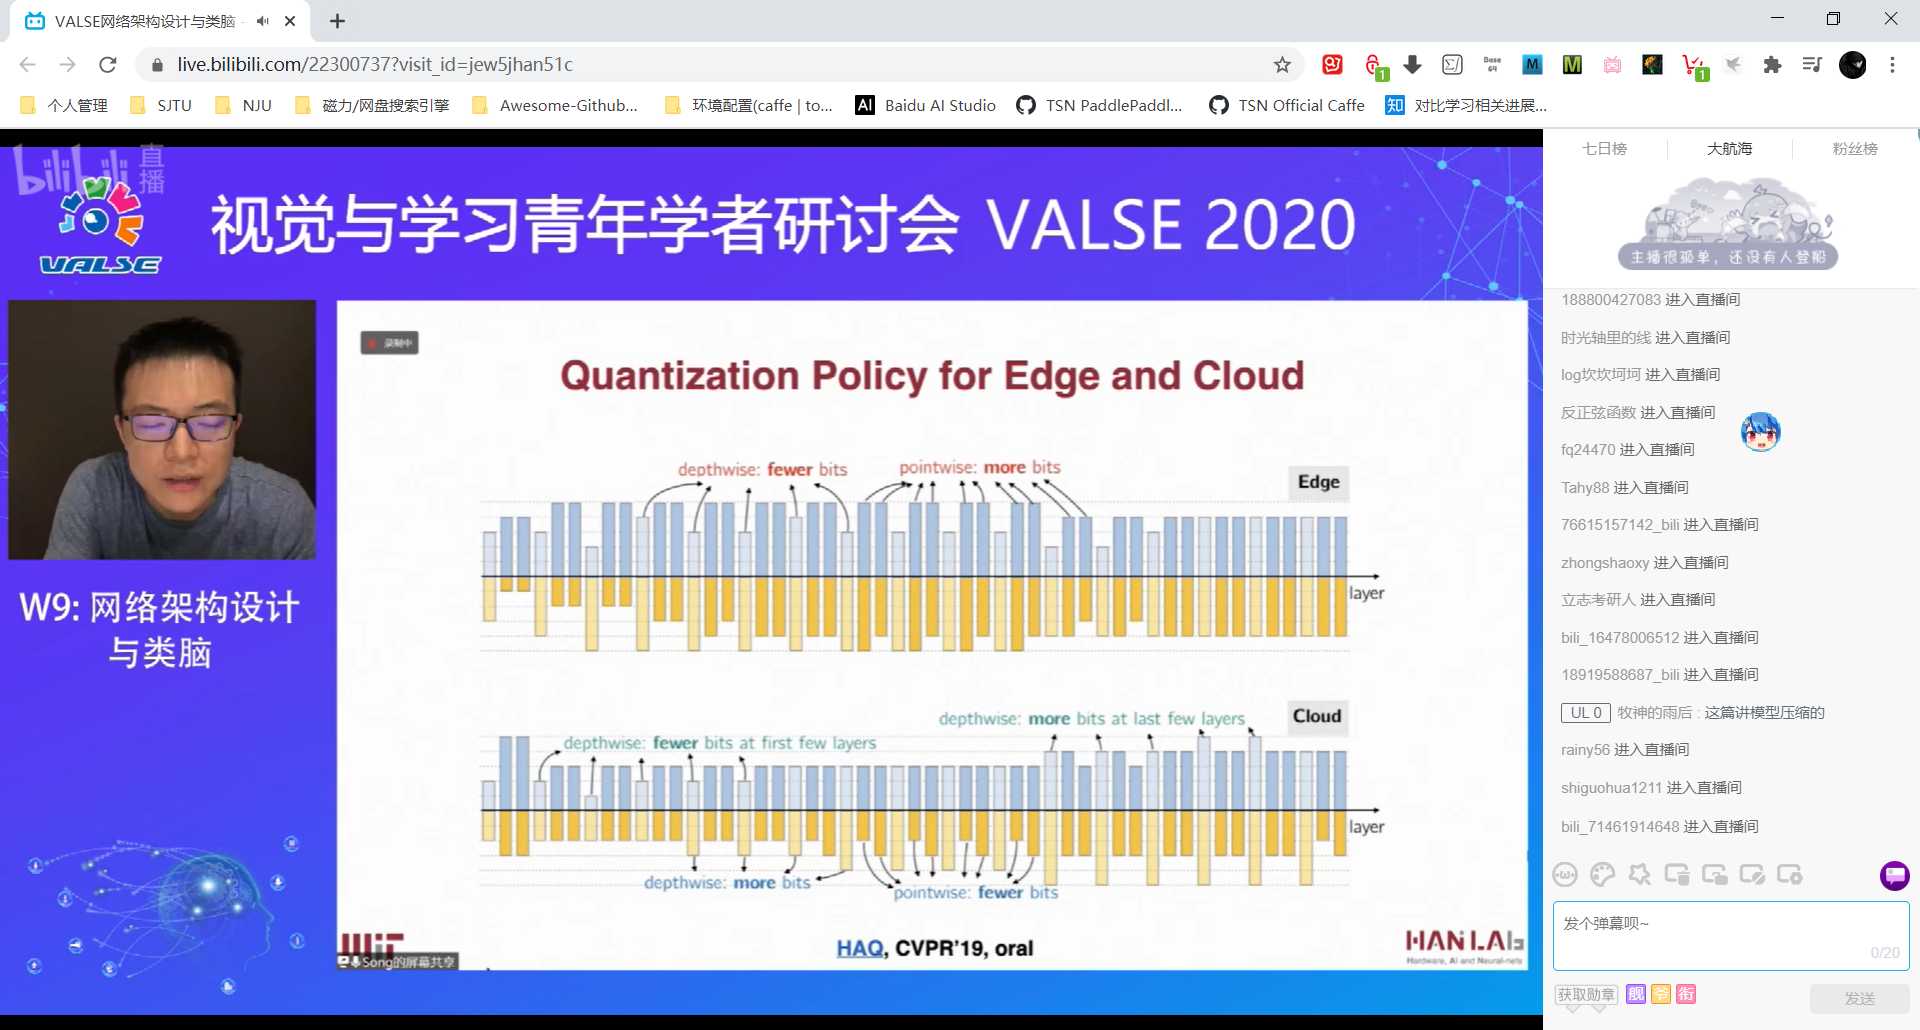 VALSE网络架构设计与类脑 -
live.bilibili.com/22300737?visit_id=jew5jhan51c
个人管理
SJTU
NJU
磁力/网盘搜索引擎
Awesome-Github...
环境配置(caffe | to...
AI
Baidu AI Studio
TSN PaddlePaddl...
TSN Official Caffe
知
对比学习相关进展...
bilibili 直播
VALSE
视觉与学习青年学者研讨会 VALSE 2020
W9: 网络架构设计
与类脑
录制中
Quantization Policy for Edge and Cloud
depthwise: fewer bits
pointwise: more bits
Edge
layer
depthwise: more bits at last few layers
Cloud
depthwise: fewer bits at first few layers
layer
depthwise: more bits
pointwise: fewer bits
HAQ, CVPR'19, oral
MIT
Song的屏幕共享
HAN LAb
Hardware, AI and Neural-nets
七日榜
大航海
粉丝榜
主播很孤单，还没有人登船
188800427083 进入直播间
时光轴里的线 进入直播间
log坎坎坷坷 进入直播间
反正弦函数 进入直播间
fq24470 进入直播间
Tahy88 进入直播间
76615157142_bili 进入直播间
zhongshaoxy 进入直播间
立志考研人 进入直播间
bili_16478006512 进入直播间
18919588687_bili 进入直播间
UL 0 牧神的雨后 : 这篇讲模型压缩的
rainy56 进入直播间
shiguohua1211 进入直播间
bili_71461914648 进入直播间
发个弹幕呗~
0/20
获取勋章
舰
爷
衔
发送